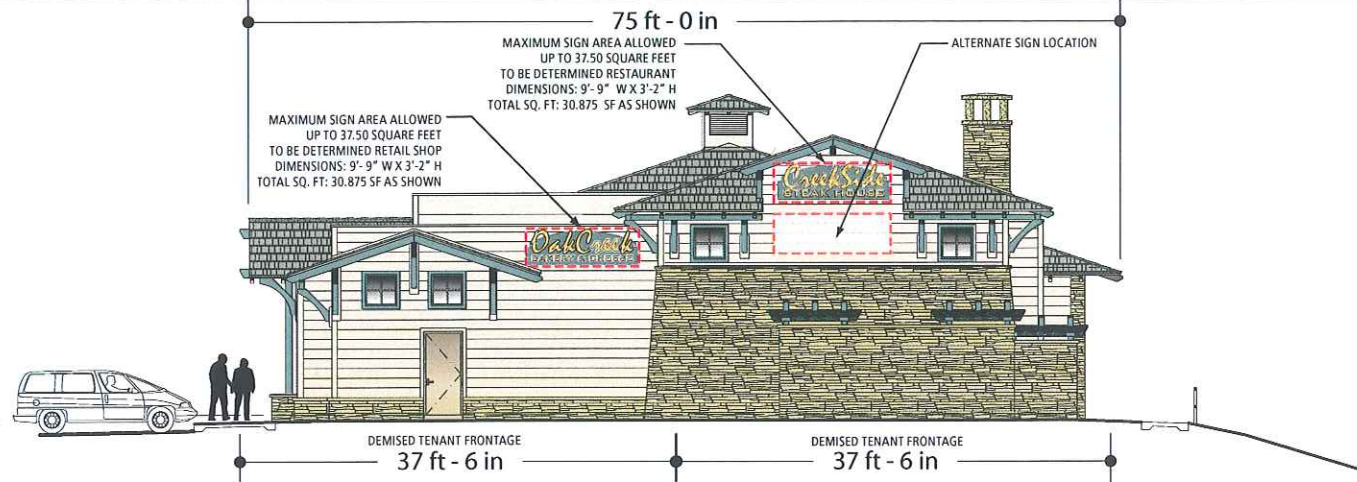 75 ft - 0 in
MAXIMUM SIGN AREA ALLOWED
UP TO 37.50 SQUARE FEET
TO BE DETERMINED RESTAURANT
DIMENSIONS: 9'- 9" W X 3'-2" H
TOTAL SQ. FT: 30.875 SF AS SHOWN
ALTERNATE SIGN LOCATION
MAXIMUM SIGN AREA ALLOWED
UP TO 37.50 SQUARE FEET
TO BE DETERMINED RETAIL SHOP
DIMENSIONS: 9'- 9" W X 3'-2" H
TOTAL SQ. FT: 30.875 SF AS SHOWN
CreekSide
STEAK HOUSE
OakCreek
BAKERY & CHEESE
DEMISED TENANT FRONTAGE
37 ft - 6 in
DEMISED TENANT FRONTAGE
37 ft - 6 in